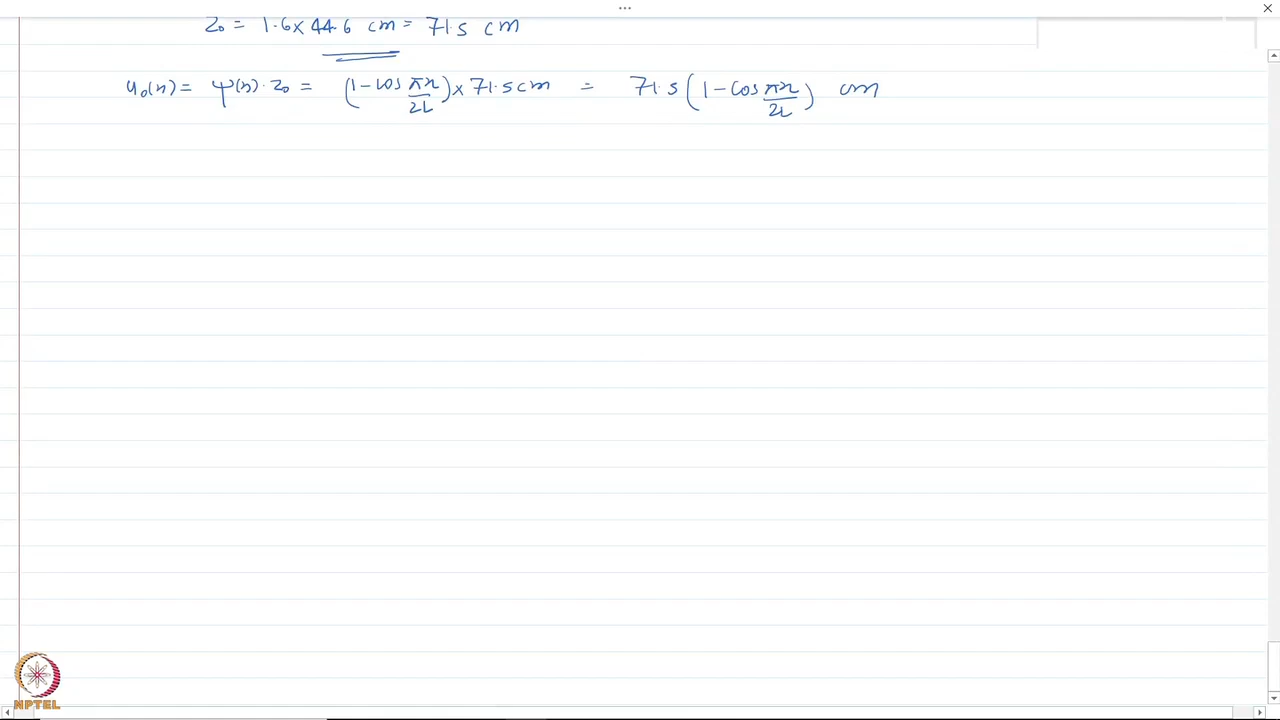 z₀ = 1.6 × 44.6 cm = 71.5 cm
u₀(x) = ψ(x) · z₀ = (1 - cos πx/2L) × 71.5 cm = 71.5 (1 - cos πx/2L) cm
NPTEL